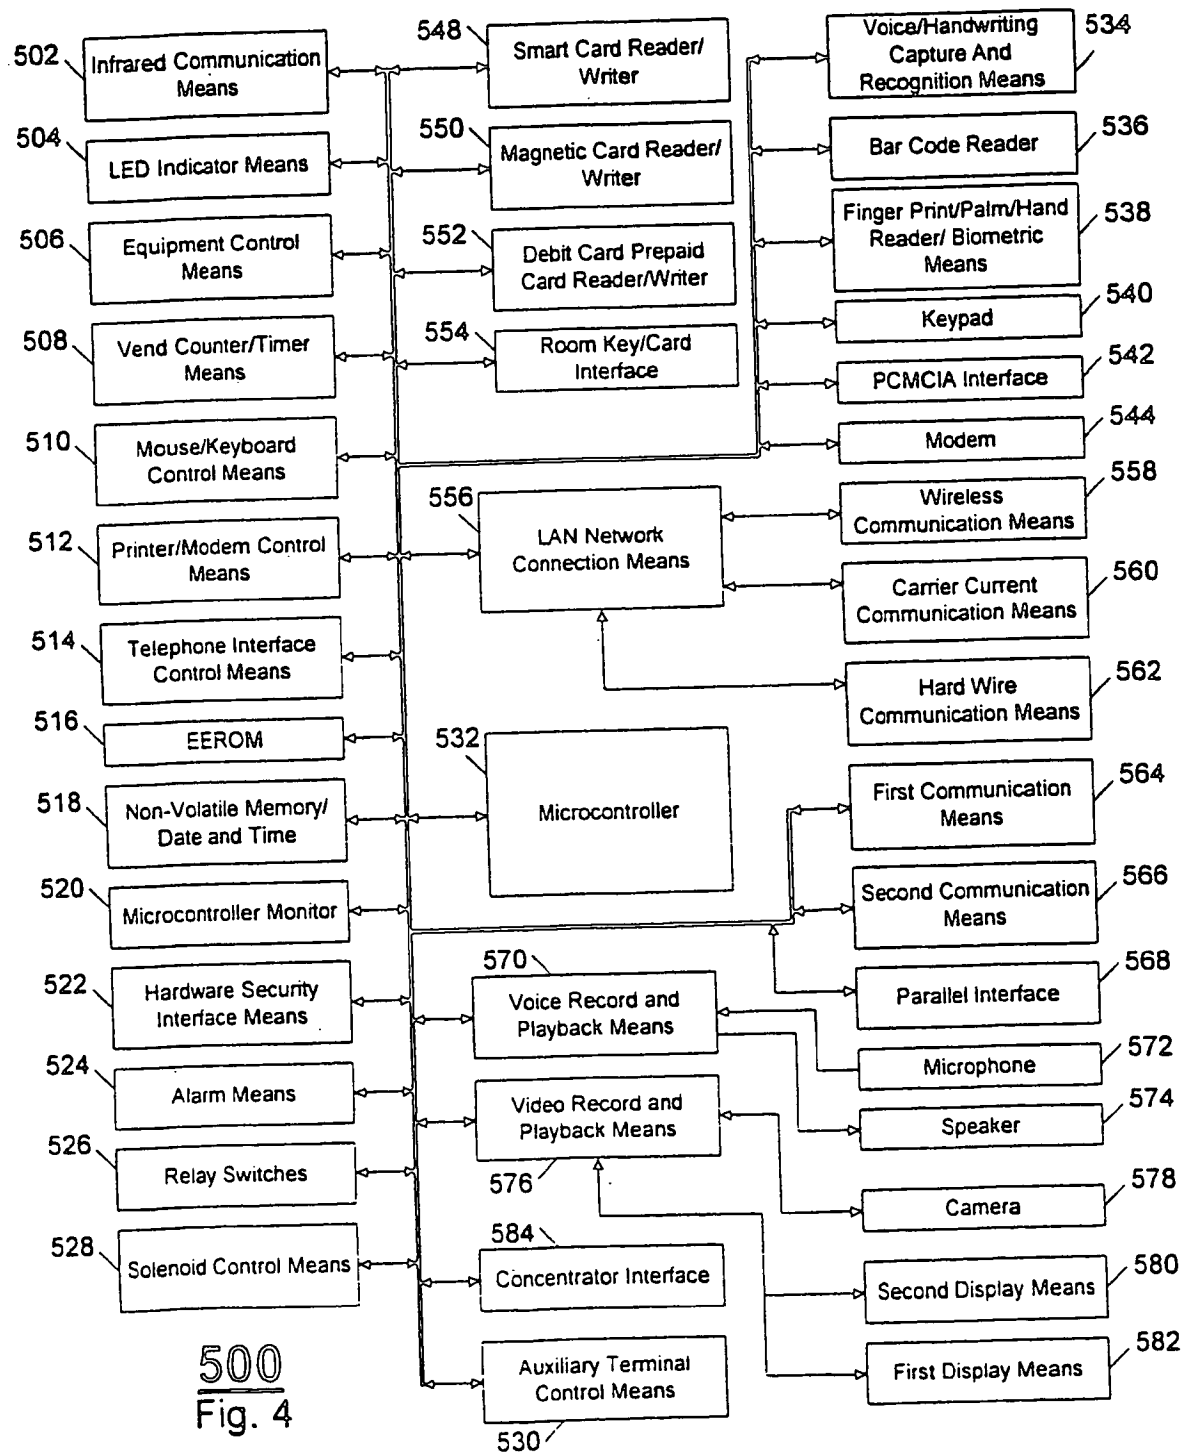 502
Infrared Communication
Means
504
LED Indicator Means
506
Equipment Control
Means
508
Vend Counter/Timer
Means
510
Mouse/Keyboard
Control Means
512
Printer/Modem Control
Means
514
Telephone Interface
Control Means
516
EEROM
518
Non-Volatile Memory/
Date and Time
520
Microcontroller Monitor
522
Hardware Security
Interface Means
524
Alarm Means
526
Relay Switches
528
Solenoid Control Means
548
Smart Card Reader/
Writer
550
Magnetic Card Reader/
Writer
552
Debit Card Prepaid
Card Reader/Writer
554
Room Key/Card
Interface
556
LAN Network
Connection Means
532
Microcontroller
570
Voice Record and
Playback Means
Video Record and
Playback Means
576
584
Concentrator Interface
Auxiliary Terminal
Control Means
530
Voice/Handwriting
Capture And
Recognition Means
534
Bar Code Reader
536
Finger Print/Palm/Hand
Reader/ Biometric
Means
538
Keypad
540
PCMCIA Interface
542
Modem
544
Wireless
Communication Means
558
Carrier Current
Communication Means
560
Hard Wire
Communication Means
562
First Communication
Means
564
Second Communication
Means
566
Parallel Interface
568
Microphone
572
Speaker
574
Camera
578
Second Display Means
580
First Display Means
582
500
Fig. 4